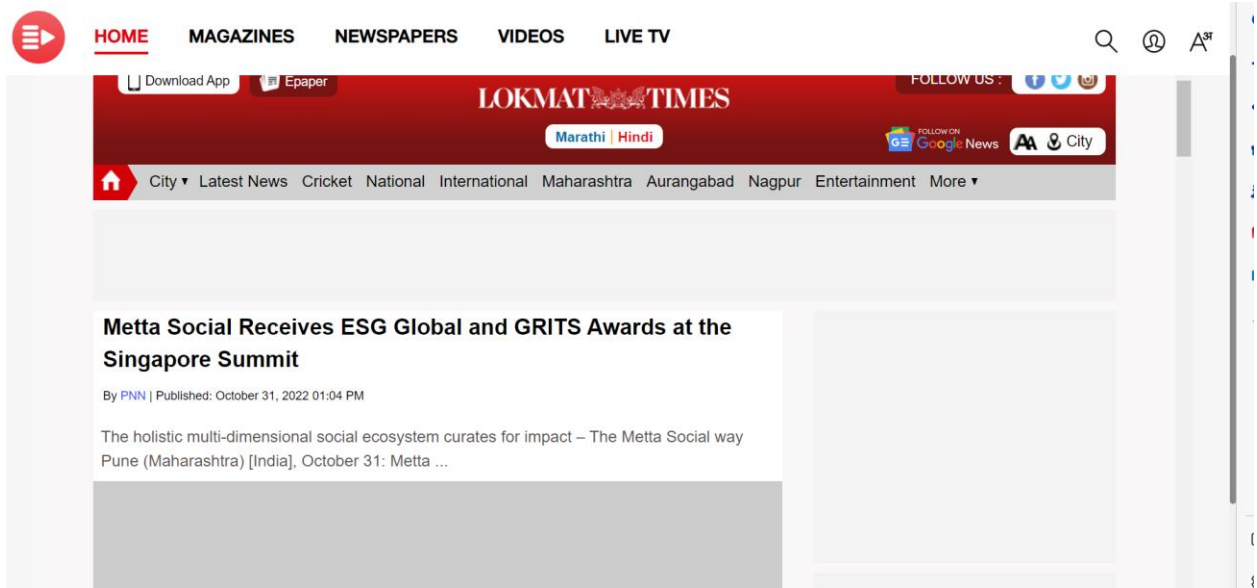 HOME MAGAZINES NEWSPAPERS VIDEOS LIVE TV Aअ
Download App Epaper FOLLOW US :
LOKMAT TIMES
Marathi | Hindi
FOLLOW ON
GE Google News AA City
City ▾ Latest News Cricket National International Maharashtra Aurangabad Nagpur Entertainment More ▾
Metta Social Receives ESG Global and GRITS Awards at the
Singapore Summit
By PNN | Published: October 31, 2022 01:04 PM
The holistic multi-dimensional social ecosystem curates for impact – The Metta Social way
Pune (Maharashtra) [India], October 31: Metta ...